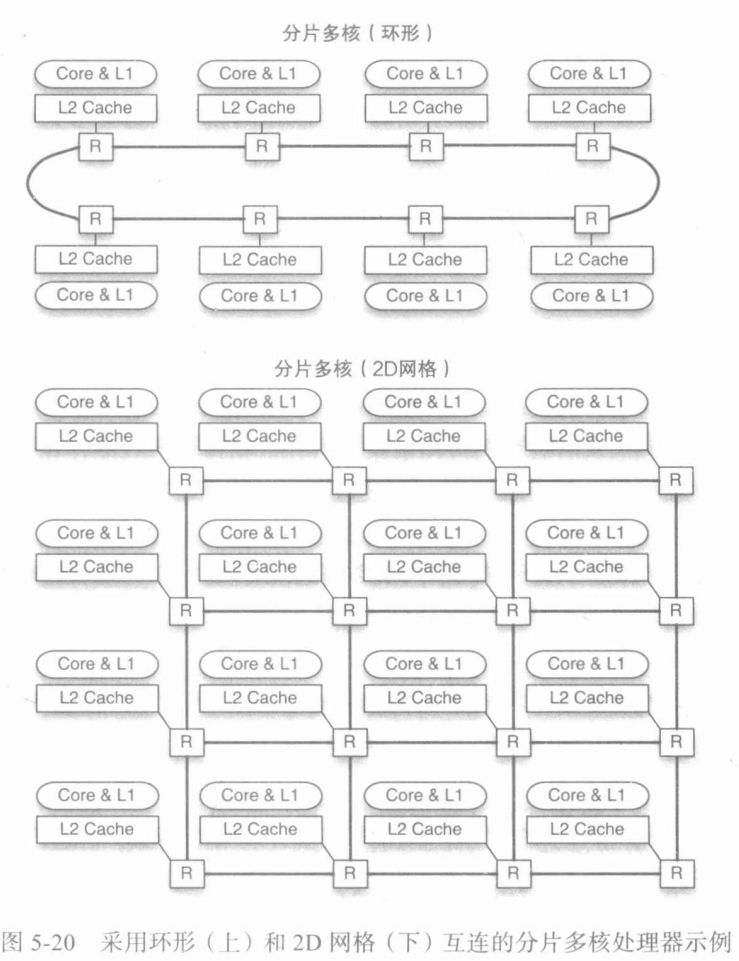 分片多核（环形）
Core & L1 Core & L1 Core & L1 Core & L1
L2 Cache L2 Cache L2 Cache L2 Cache
R R R R
R R R R
L2 Cache L2 Cache L2 Cache L2 Cache
Core & L1 Core & L1 Core & L1 Core & L1
分片多核（2D网格）
Core & L1 Core & L1 Core & L1 Core & L1
L2 Cache L2 Cache L2 Cache L2 Cache
R R R R
Core & L1 Core & L1 Core & L1 Core & L1
L2 Cache L2 Cache L2 Cache L2 Cache
R R R R
Core & L1 Core & L1 Core & L1 Core & L1
L2 Cache L2 Cache L2 Cache L2 Cache
R R R R
Core & L1 Core & L1 Core & L1 Core & L1
L2 Cache L2 Cache L2 Cache L2 Cache
R R R R
图 5-20 采用环形（上）和 2D 网格（下）互连的分片多核处理器示例